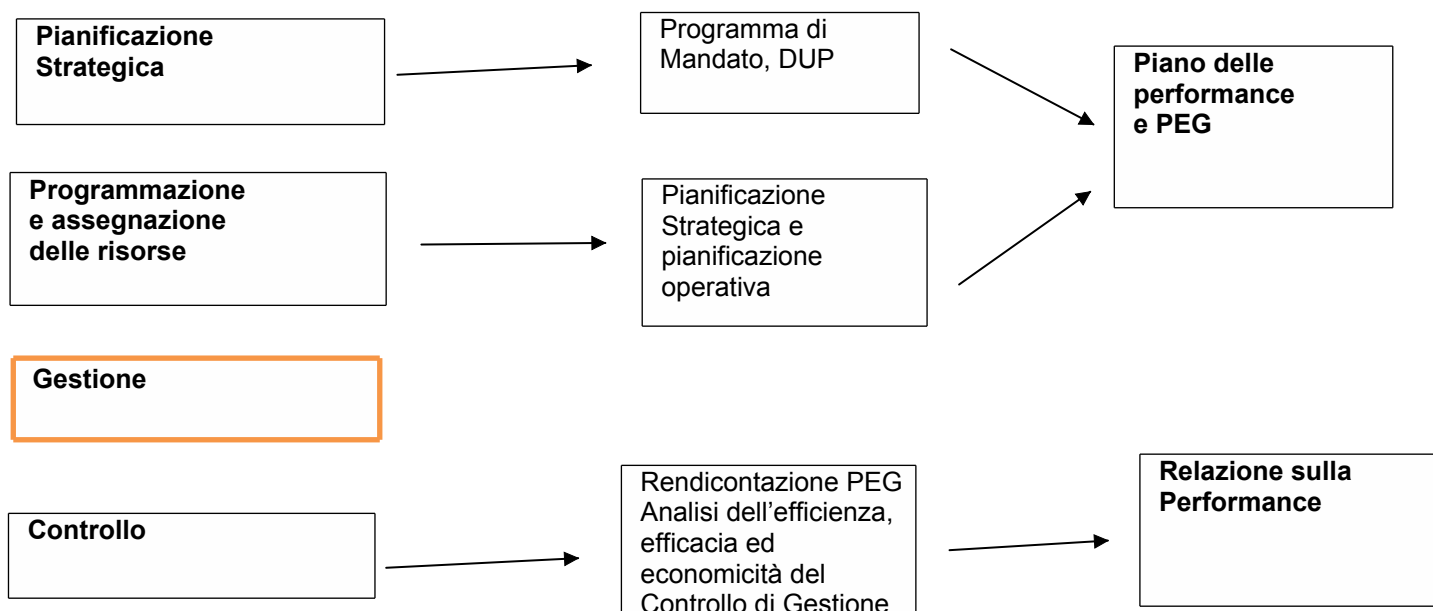 Pianificazione
Strategica
Programma di
Mandato, DUP
Piano delle
performance
e PEG
Programmazione
e assegnazione
delle risorse
Pianificazione
Strategica e
pianificazione
operativa
Gestione
Controllo
Rendicontazione PEG
Analisi dell’efficienza,
efficacia ed
economicità del
Controllo di Gestione
Relazione sulla
Performance